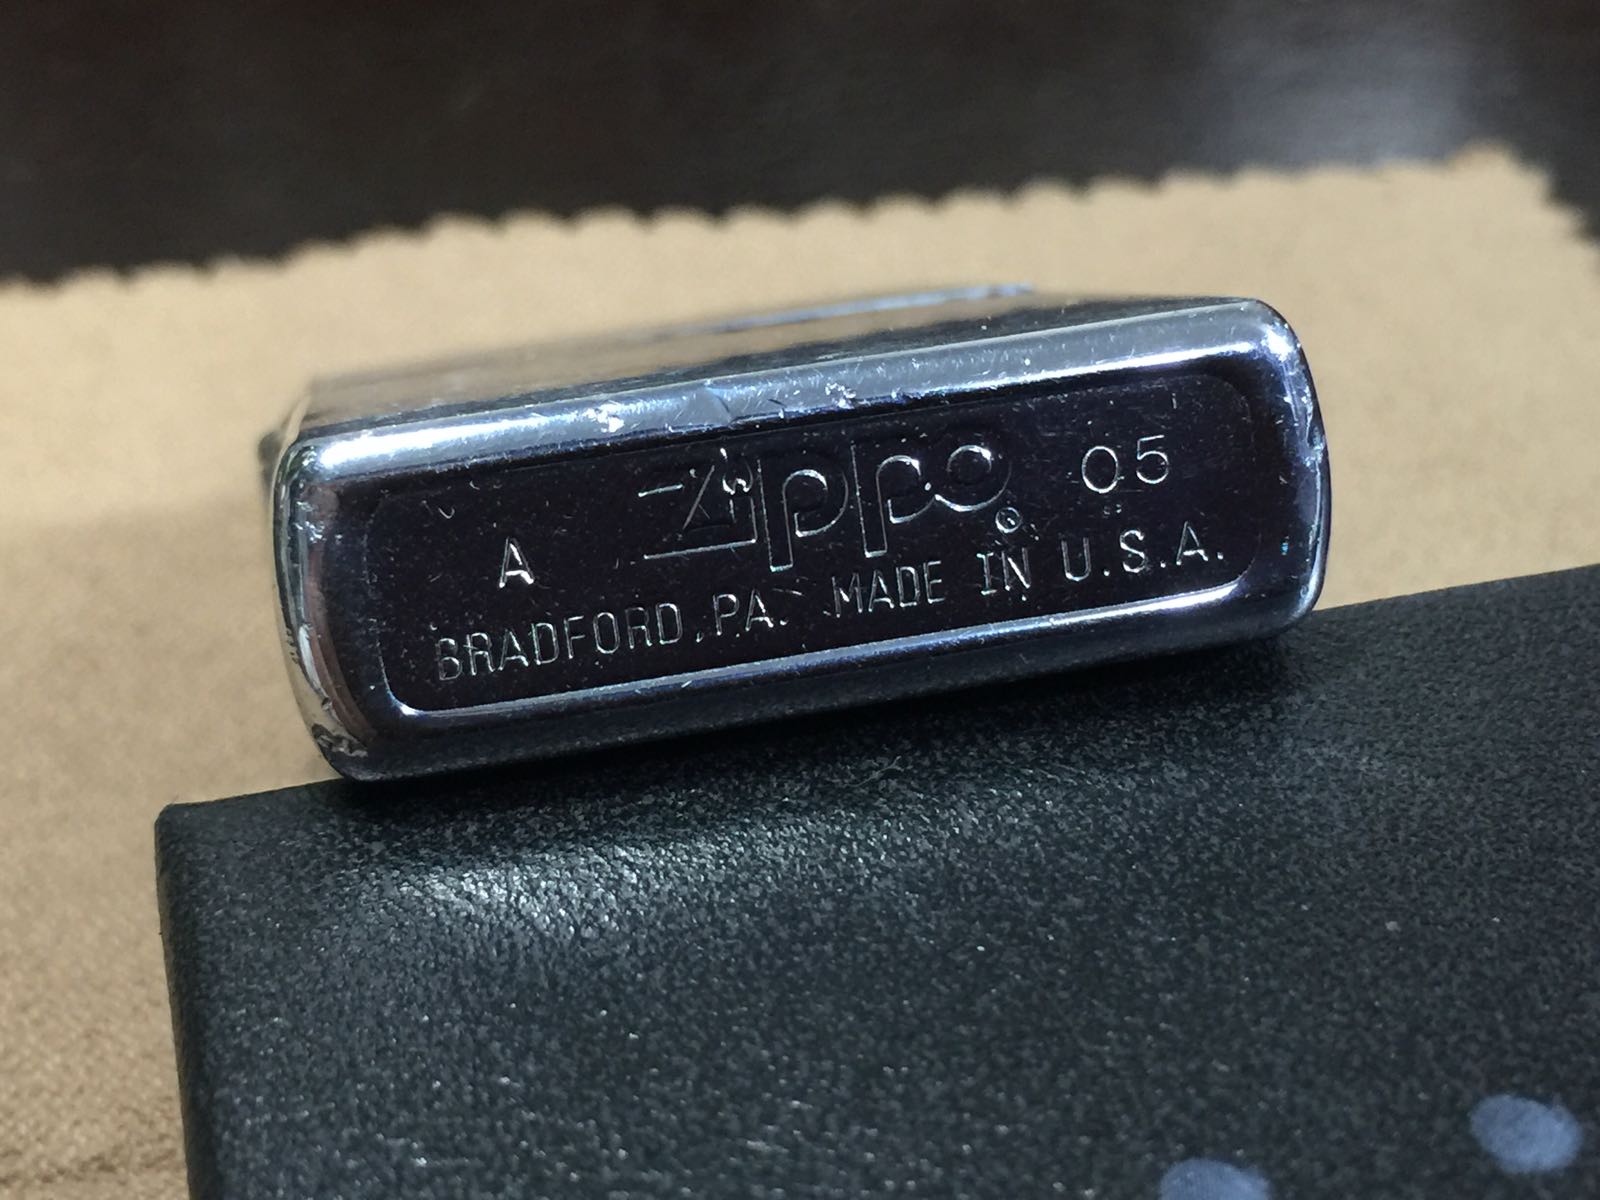 A Zippo ® 05
BRADFORD, PA. MADE IN U.S.A.